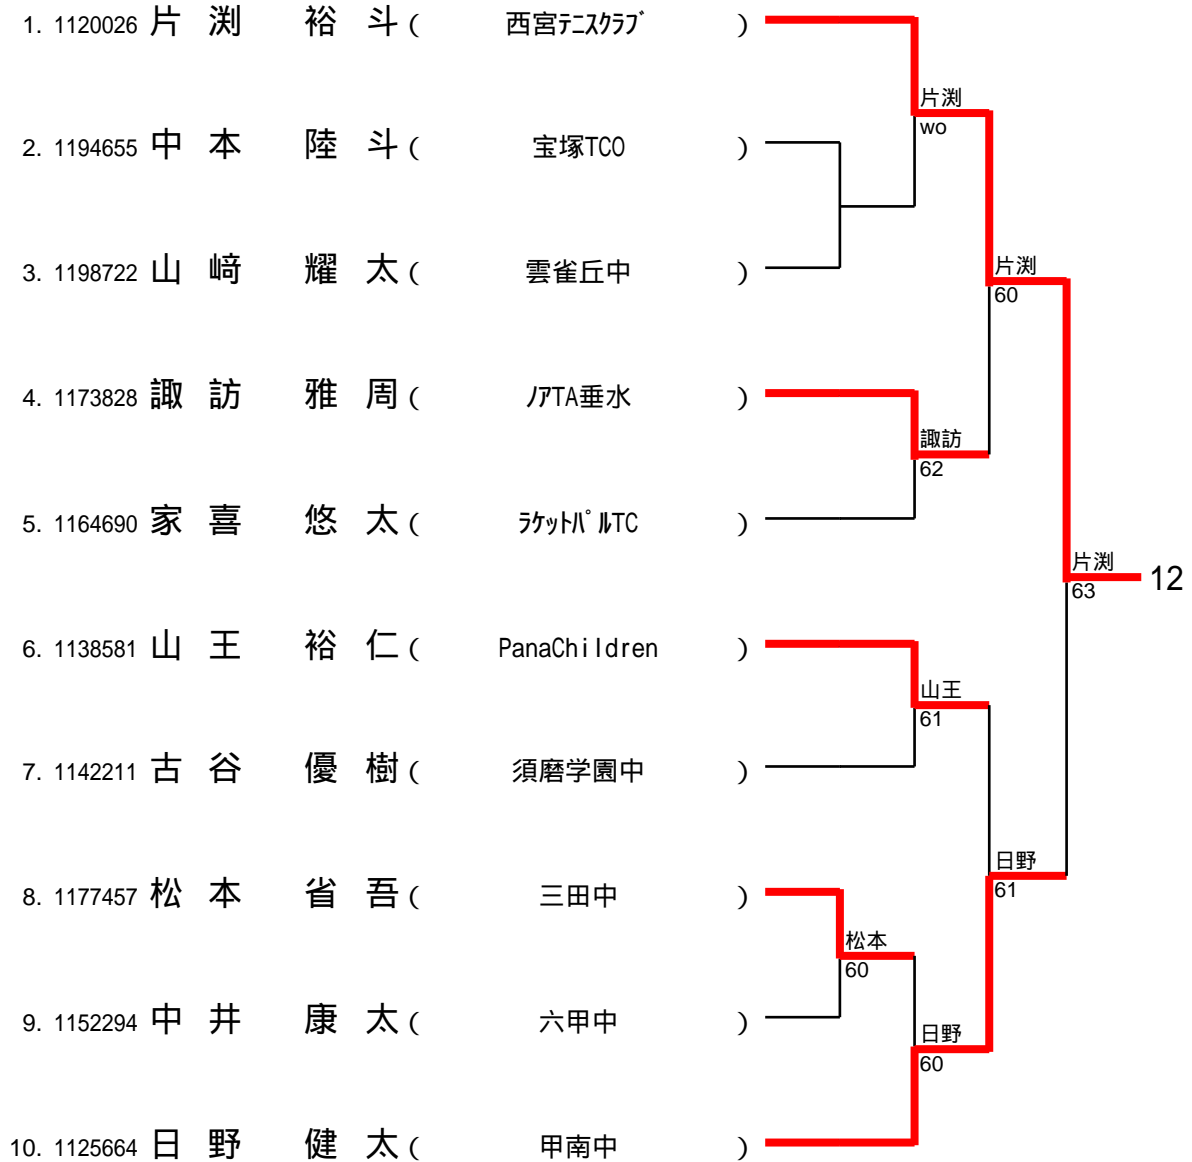 1. 1120026 片 渕 裕 斗 ( 西宮ﾃﾆｽｸﾗﾌﾞ )
片渕
wo
2. 1194655 中 本 陸 斗 ( 宝塚TCO )
3. 1198722 山 﨑 耀 太 ( 雲雀丘中 )
片渕
60
4. 1173828 諏 訪 雅 周 ( ﾉｱTA垂水 )
諏訪
62
5. 1164690 家 喜 悠 太 ( ﾗｹｯﾄﾊﾟﾙTC )
片渕
63
12
6. 1138581 山 王 裕 仁 ( PanaChildren )
山王
61
7. 1142211 古 谷 優 樹 ( 須磨学園中 )
日野
61
8. 1177457 松 本 省 吾 ( 三田中 )
松本
60
9. 1152294 中 井 康 太 ( 六甲中 )
日野
60
10. 1125664 日 野 健 太 ( 甲南中 )